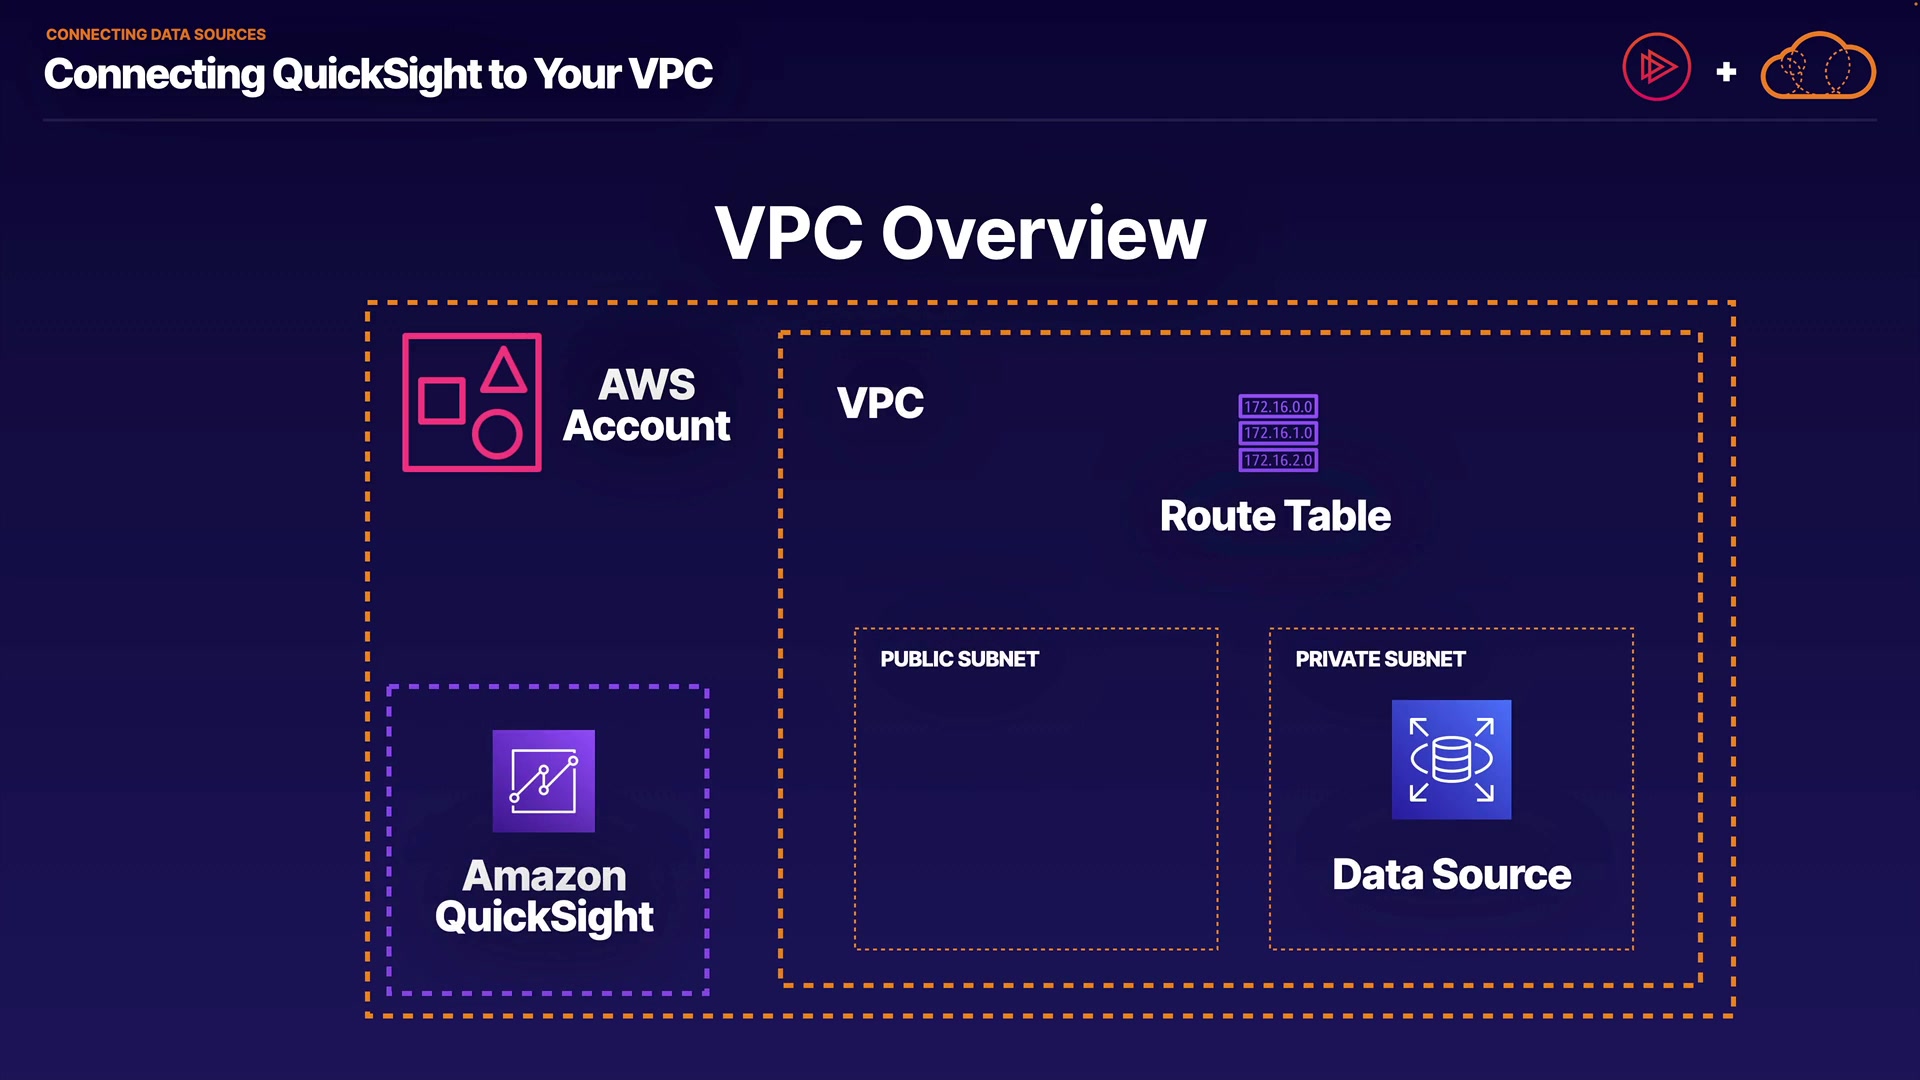 CONNECTING DATA SOURCES
Connecting QuickSight to Your VPC
VPC Overview
AWS
Account
VPC
172.16.0.0
172.16.1.0
172.16.2.0
Route Table
PUBLIC SUBNET
PRIVATE SUBNET
Amazon
QuickSight
Data Source